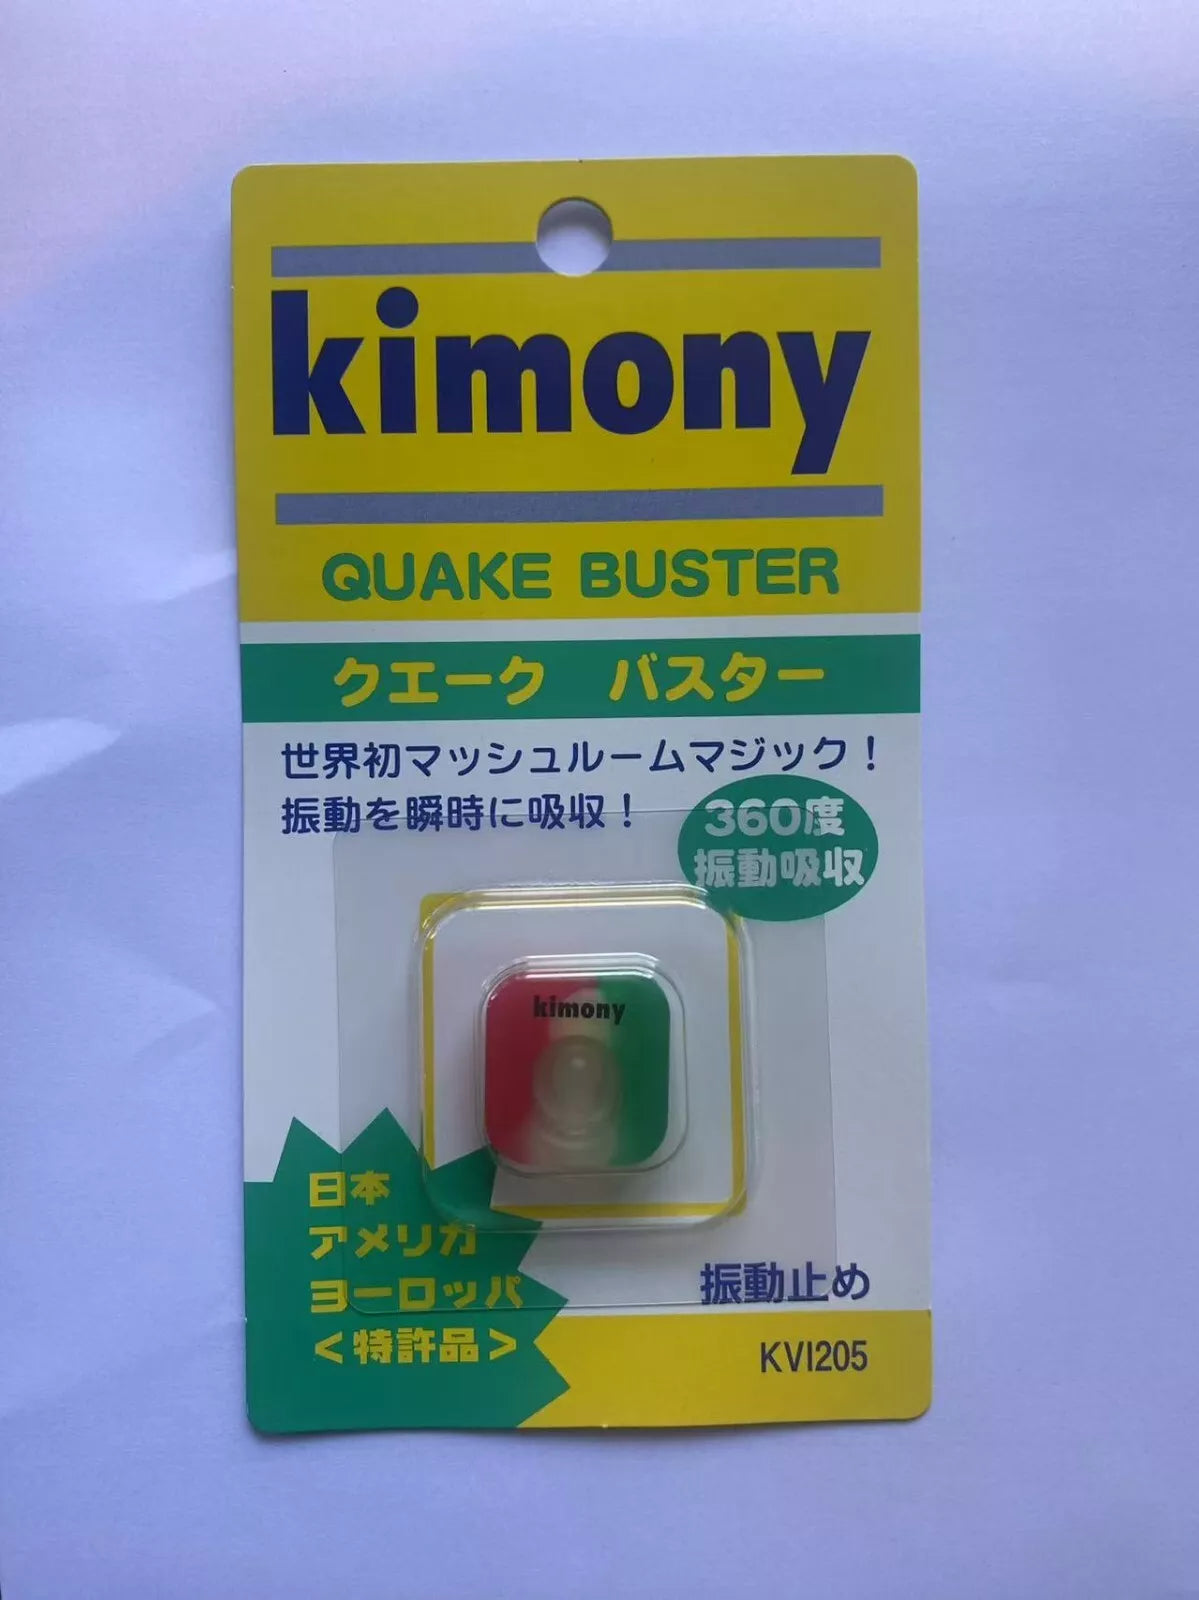 kimony
QUAKE BUSTER
クエーク バスター
世界初マッシュルームマジック！
振動を瞬時に吸収！
360度
振動吸収
kimony
日本
アメリカ
ヨーロッパ
＜特許品＞
振動止め
KVI205